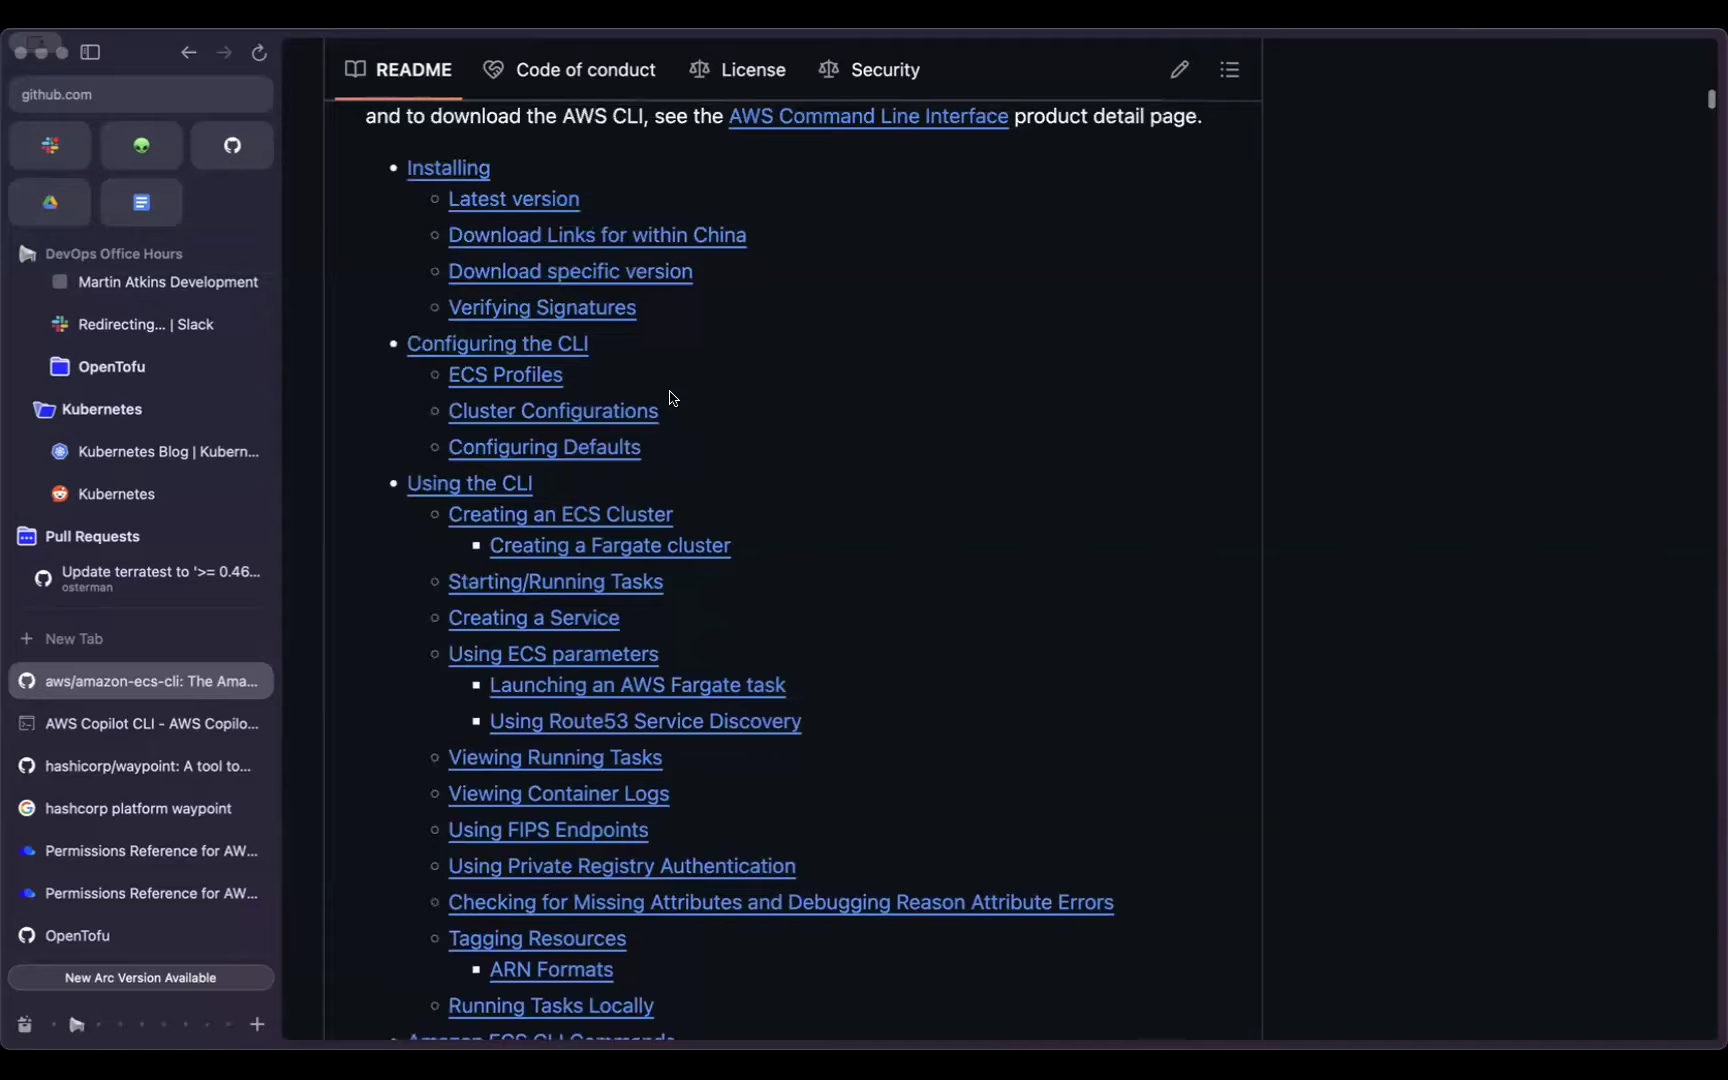 github.com
DevOps Office Hours
Martin Atkins Development
Redirecting... | Slack
OpenTofu
Kubernetes
Kubernetes Blog | Kubern...
Kubernetes
Pull Requests
Update terratest to '>= 0.46...
osterman
New Tab
aws/amazon-ecs-cli: The Ama...
AWS Copilot CLI - AWS Copilo...
hashicorp/waypoint: A tool to...
hashcorp platform waypoint
Permissions Reference for AW...
Permissions Reference for AW...
OpenTofu
New Arc Version Available
README Code of conduct License Security
and to download the AWS CLI, see the AWS Command Line Interface product detail page.
Installing
Latest version
Download Links for within China
Download specific version
Verifying Signatures
Configuring the CLI
ECS Profiles
Cluster Configurations
Configuring Defaults
Using the CLI
Creating an ECS Cluster
Creating a Fargate cluster
Starting/Running Tasks
Creating a Service
Using ECS parameters
Launching an AWS Fargate task
Using Route53 Service Discovery
Viewing Running Tasks
Viewing Container Logs
Using FIPS Endpoints
Using Private Registry Authentication
Checking for Missing Attributes and Debugging Reason Attribute Errors
Tagging Resources
ARN Formats
Running Tasks Locally
Amazon ECS CLI Commands